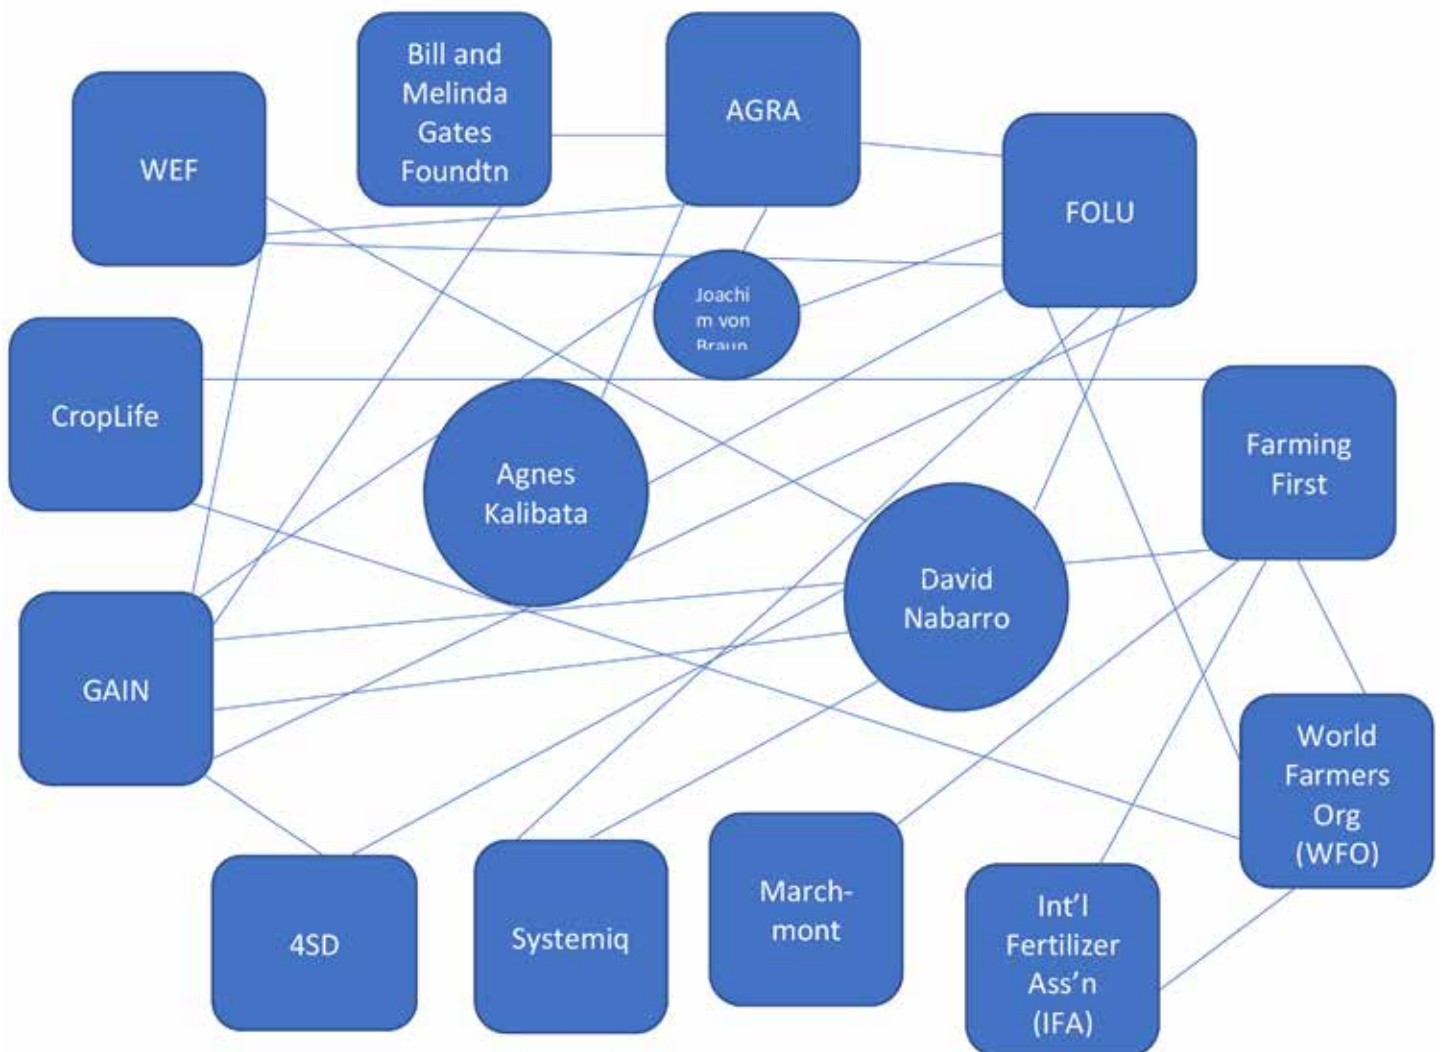 Bill and
Melinda
Gates
Foundtn
AGRA
WEF
FOLU
Joachi
m von
Braun
CropLife
Farming
First
Agnes
Kalibata
David
Nabarro
GAIN
World
Farmers
Org
(WFO)
March-
mont
Int'l
Fertilizer
Ass'n
(IFA)
4SD
Systemiq